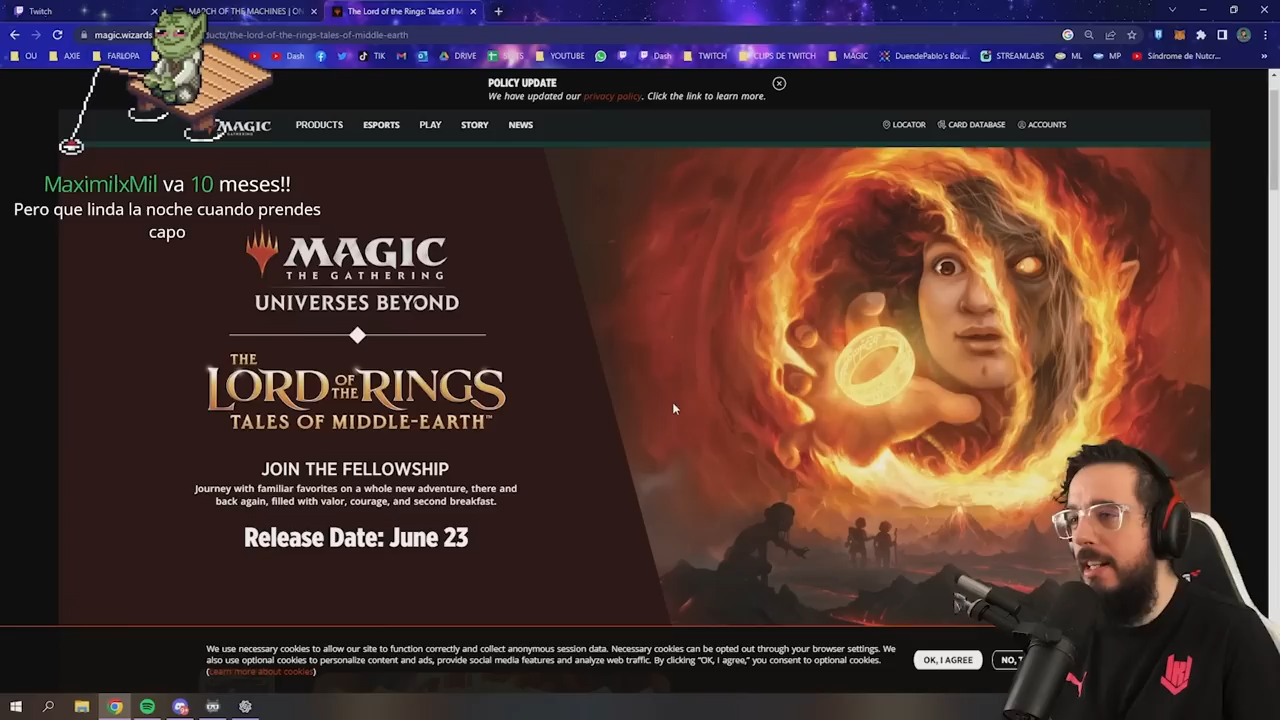 Twitch
MARCH OF THE MACHINES | ON
The Lord of the Rings: Tales of M
magic.wizards
ducts/the-lord-of-the-rings-tales-of-middle-earth
OU
AXIE
FARLOPA
Dash
TIK
DRIVE
YOUTUBE
Dash
TWITCH
CLIPS DE TWITCH
MAGIC
DuendePablo's Bou...
STREAMLABS
ML
MP
Síndrome de Nutcr...
POLICY UPDATE
We have updated our privacy policy. Click the link to learn more.
MAGIC
PRODUCTS
ESPORTS
PLAY
STORY
NEWS
LOCATOR
CARD DATABASE
ACCOUNTS
MaximilxMil va 10 meses!!
Pero que linda la noche cuando prendes
capo
MAGIC
THE GATHERING
UNIVERSES BEYOND
THE
LORD OF THE RINGS
TALES OF MIDDLE-EARTH™
JOIN THE FELLOWSHIP
Journey with familiar favorites on a whole new adventure, there and
back again, filled with valor, courage, and second breakfast.
Release Date: June 23
We use necessary cookies to allow our site to function correctly and collect anonymous session data. Necessary cookies can be opted out through your browser settings. We
also use optional cookies to personalize content and ads, provide social media features and analyze web traffic. By clicking "OK, I agree," you consent to optional cookies.
(Learn more about cookies)
OK, I AGREE
NO, T